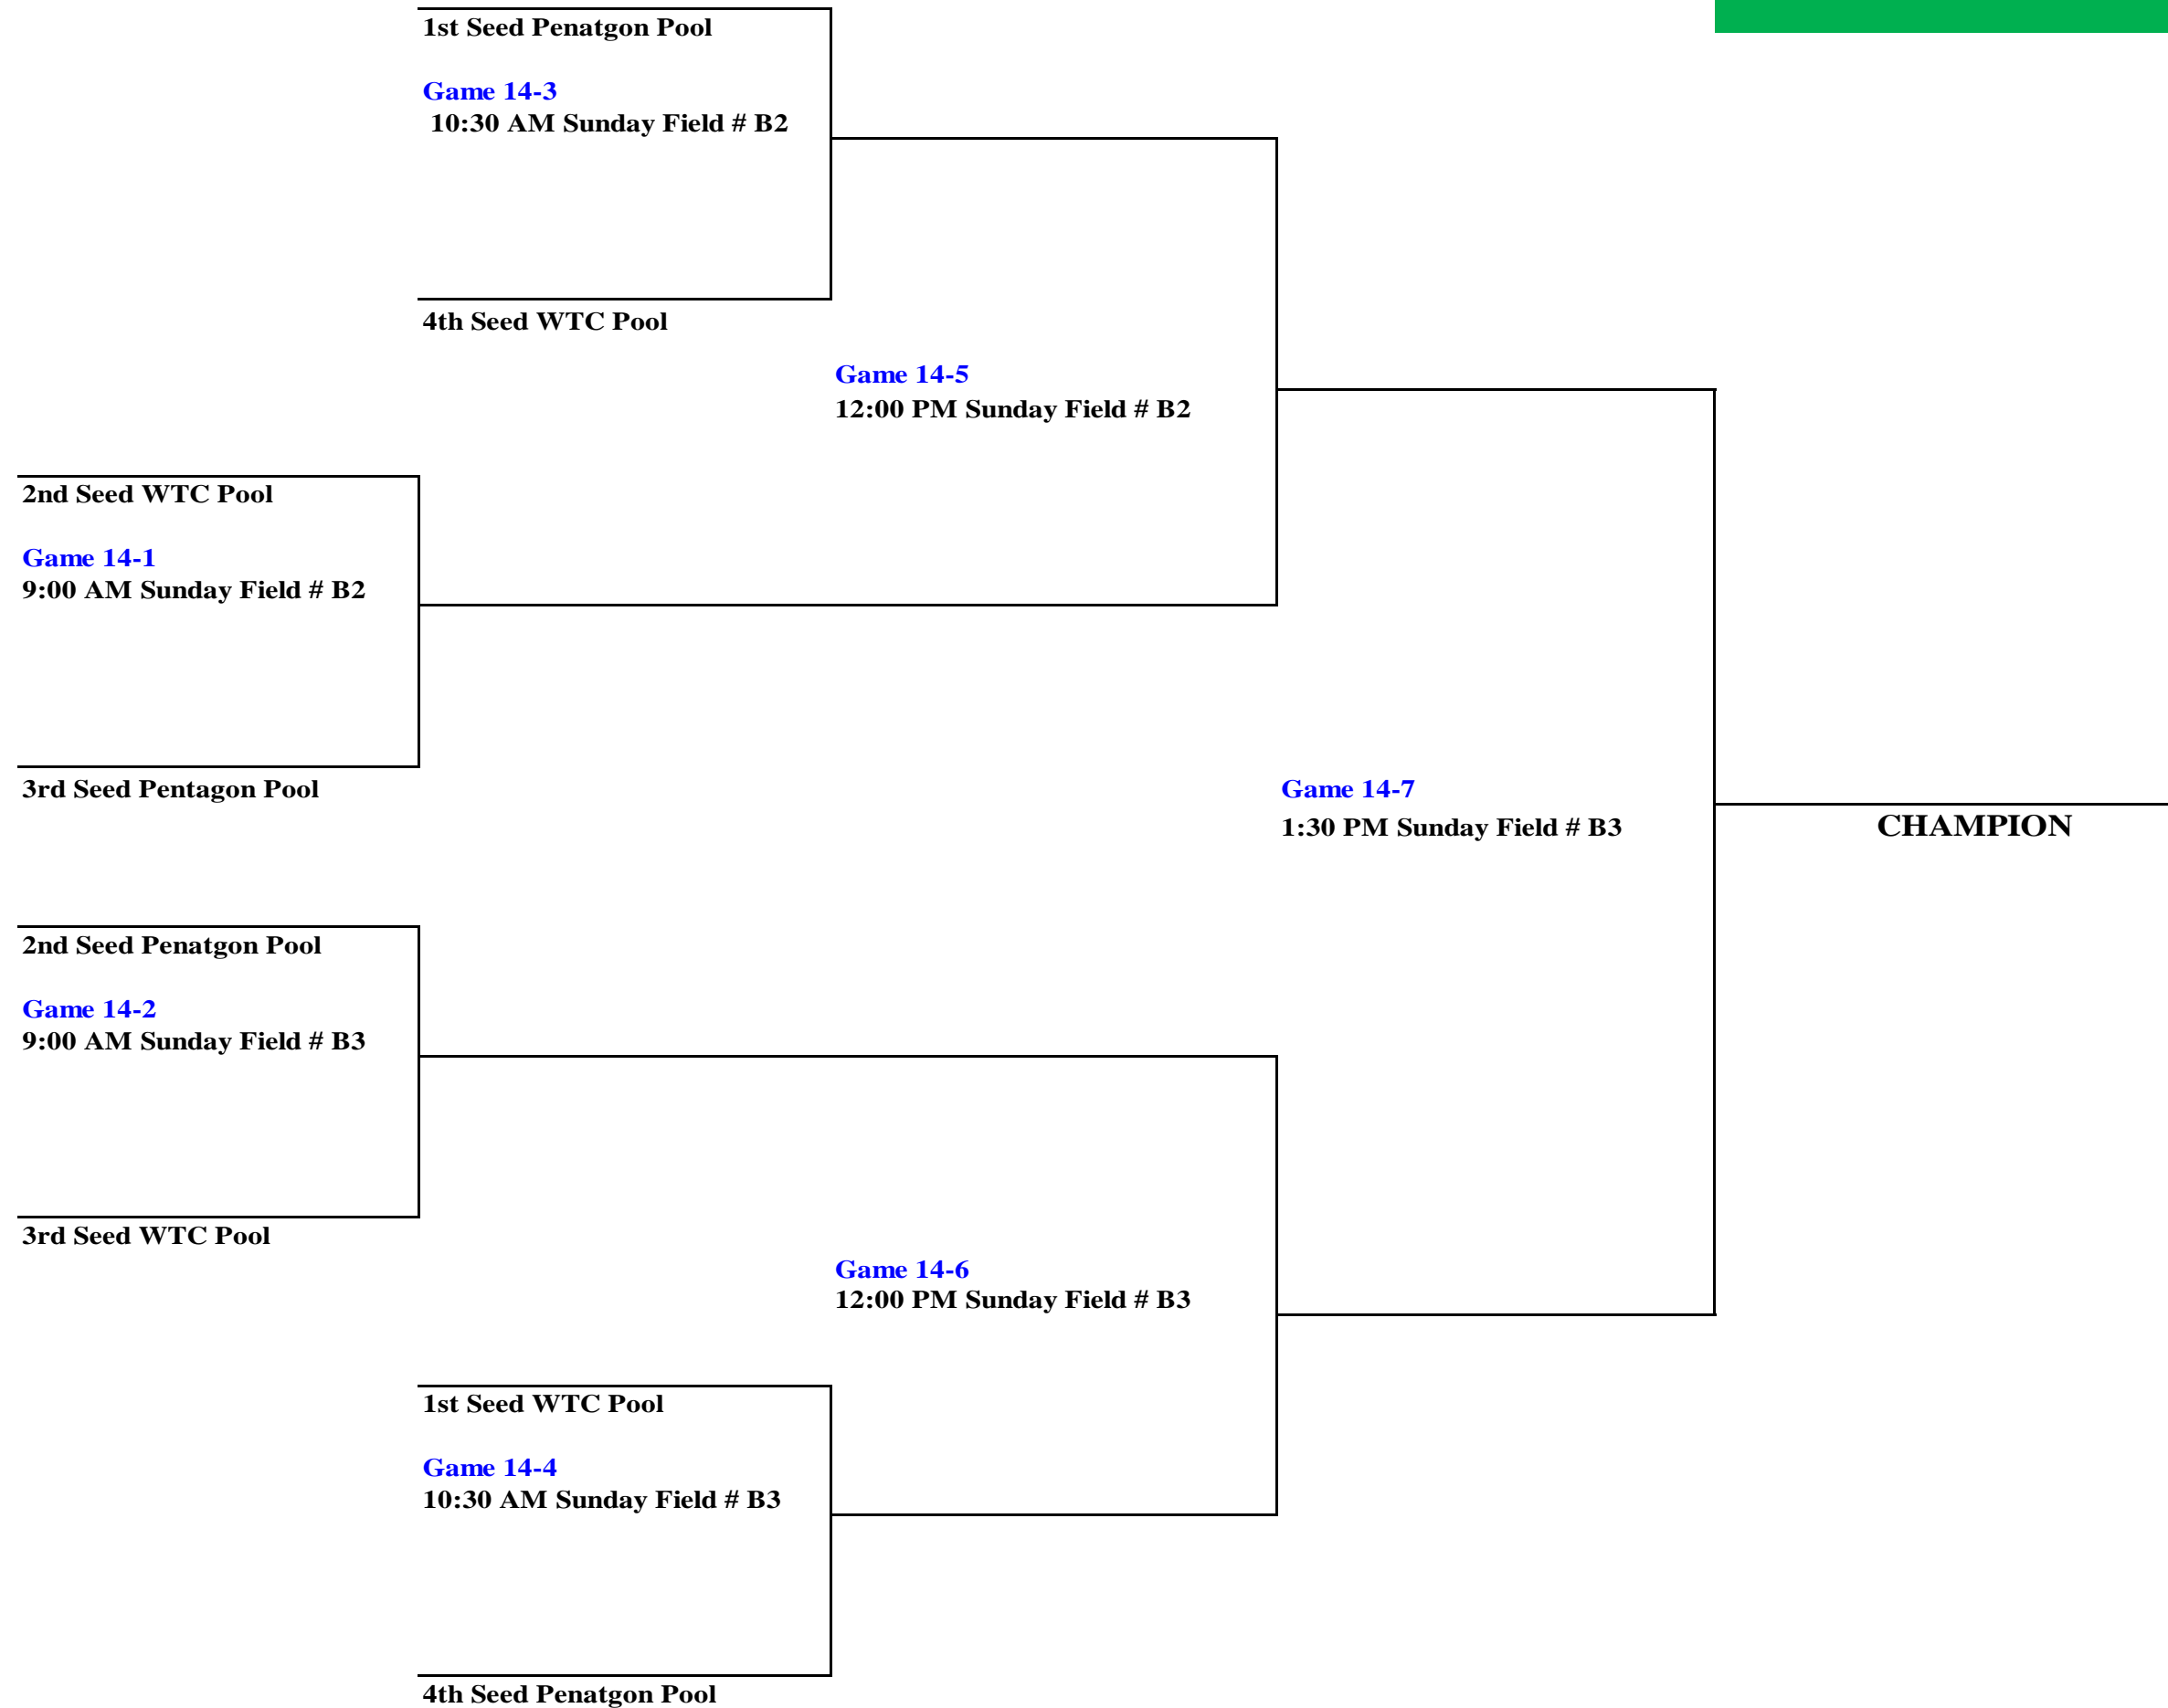 1st Seed Penatgon Pool
Game 14-3
10:30 AM Sunday Field # B2
4th Seed WTC Pool
Game 14-5
12:00 PM Sunday Field # B2
2nd Seed WTC Pool
Game 14-1
9:00 AM Sunday Field # B2
3rd Seed Pentagon Pool
Game 14-7
1:30 PM Sunday Field # B3
CHAMPION
2nd Seed Penatgon Pool
Game 14-2
9:00 AM Sunday Field # B3
3rd Seed WTC Pool
Game 14-6
12:00 PM Sunday Field # B3
1st Seed WTC Pool
Game 14-4
10:30 AM Sunday Field # B3
4th Seed Penatgon Pool